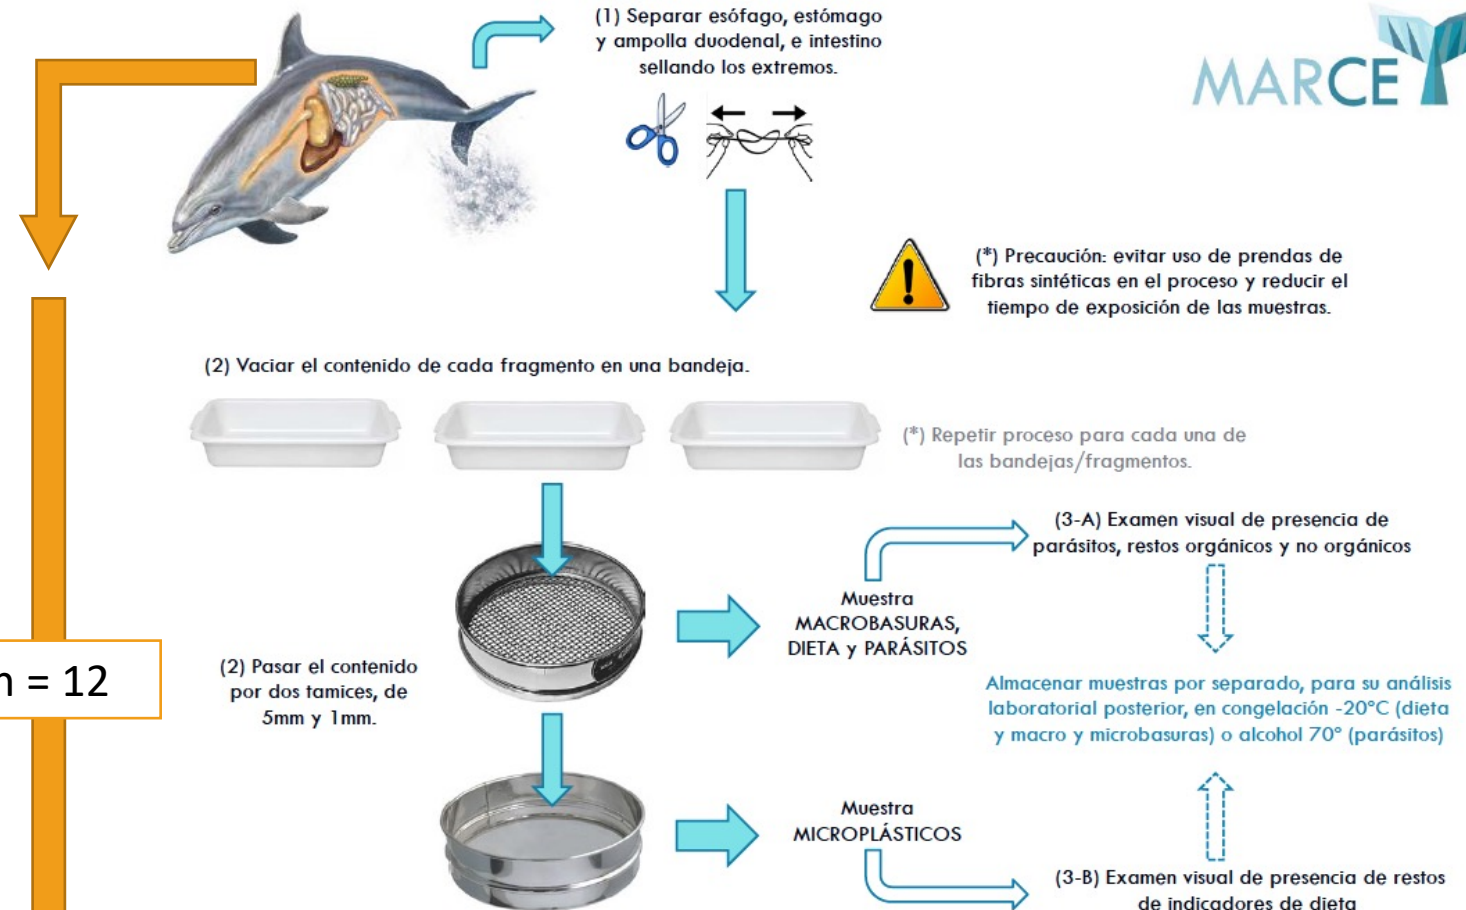 (1) Separar esófago, estómago
y ampolla duodenal, e intestino
sellando los extremos.
MARCE
(*) Precaución: evitar uso de prendas de
fibras sintéticas en el proceso y reducir el
tiempo de exposición de las muestras.
(2) Vaciar el contenido de cada fragmento en una bandeja.
(*) Repetir proceso para cada una de
las bandejas/fragmentos.
(3-A) Examen visual de presencia de
parásitos, restos orgánicos y no orgánicos
Muestra
MACROBASURAS,
DIETA y PARÁSITOS
n = 12
(2) Pasar el contenido
por dos tamices, de
5mm y 1mm.
Almacenar muestras por separado, para su análisis
laboratorial posterior, en congelación -20°C (dieta
y macro y microbasuras) o alcohol 70° (parásitos)
Muestra
MICROPLÁSTICOS
(3-B) Examen visual de presencia de restos
de indicadores de dieta